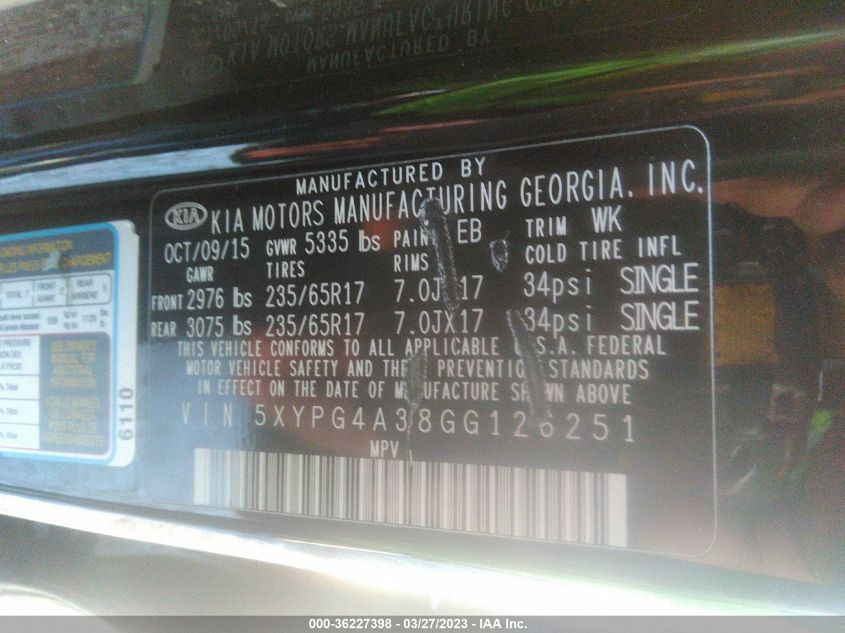 MANUFACTURED BY
KIA KIA MOTORS MANUFACTURING GEORGIA, INC.
OCT/09/15 GVWR 5335 lbs PAINT EB TRIM WK
GAWR TIRES RIMS COLD TIRE INFL
FRONT 2976 lbs 235/65R17 7.0JX17 34psi SINGLE
REAR 3075 lbs 235/65R17 7.0JX17 34psi SINGLE
THIS VEHICLE CONFORMS TO ALL APPLICABLE U.S.A. FEDERAL
MOTOR VEHICLE SAFETY AND THEFT PREVENTION STANDARDS
IN EFFECT ON THE DATE OF MANUFACTURE SHOWN ABOVE
VIN 5XYPG4A38GG126251
MPV
6110
000-36227398 - 03/27/2023 - IAA Inc.